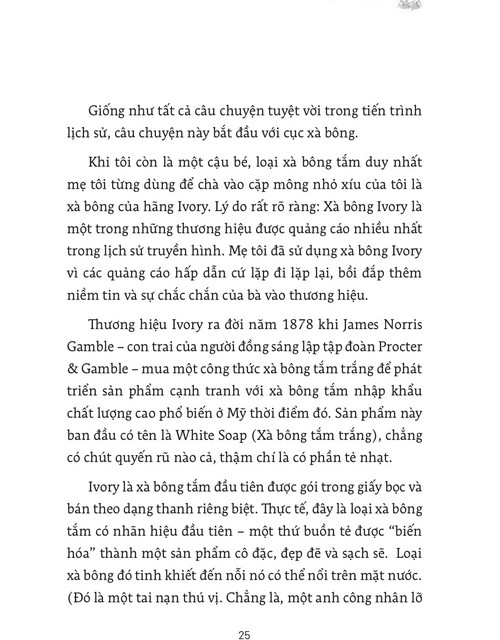 Giống như tất cả câu chuyện tuyệt vời trong tiến trình
lịch sử, câu chuyện này bắt đầu với cục xà bông.
Khi tôi còn là một cậu bé, loại xà bông tắm duy nhất
mẹ tôi từng dùng để chà vào cặp mông nhỏ xíu của tôi là
xà bông của hãng Ivory. Lý do rất rõ ràng: Xà bông Ivory là
một trong những thương hiệu được quảng cáo nhiều nhất
trong lịch sử truyền hình. Mẹ tôi đã sử dụng xà bông Ivory
vì các quảng cáo hấp dẫn cứ lặp đi lặp lại, bồi đắp thêm
niềm tin và sự chắc chắn của bà vào thương hiệu.
Thương hiệu Ivory ra đời năm 1878 khi James Norris
Gamble – con trai của người đồng sáng lập tập đoàn Procter
& Gamble – mua một công thức xà bông tắm trắng để phát
triển sản phẩm cạnh tranh với xà bông tắm nhập khẩu
chất lượng cao phổ biến ở Mỹ thời điểm đó. Sản phẩm này
ban đầu có tên là White Soap (Xà bông tắm trắng), chẳng
có chút quyến rũ nào cả, thậm chí là có phần tẻ nhạt.
Ivory là xà bông tắm đầu tiên được gói trong giấy bọc và
bán theo dạng thanh riêng biệt. Thực tế, đây là loại xà bông
tắm có nhãn hiệu đầu tiên – một thứ buồn tẻ được “biến
hóa” thành một sản phẩm cô đặc, đẹp đẽ và sạch sẽ. Loại
xà bông đó tinh khiết đến nỗi nó có thể nổi trên mặt nước.
(Đó là một tai nạn thú vị. Chẳng là, một anh công nhân lỡ
25